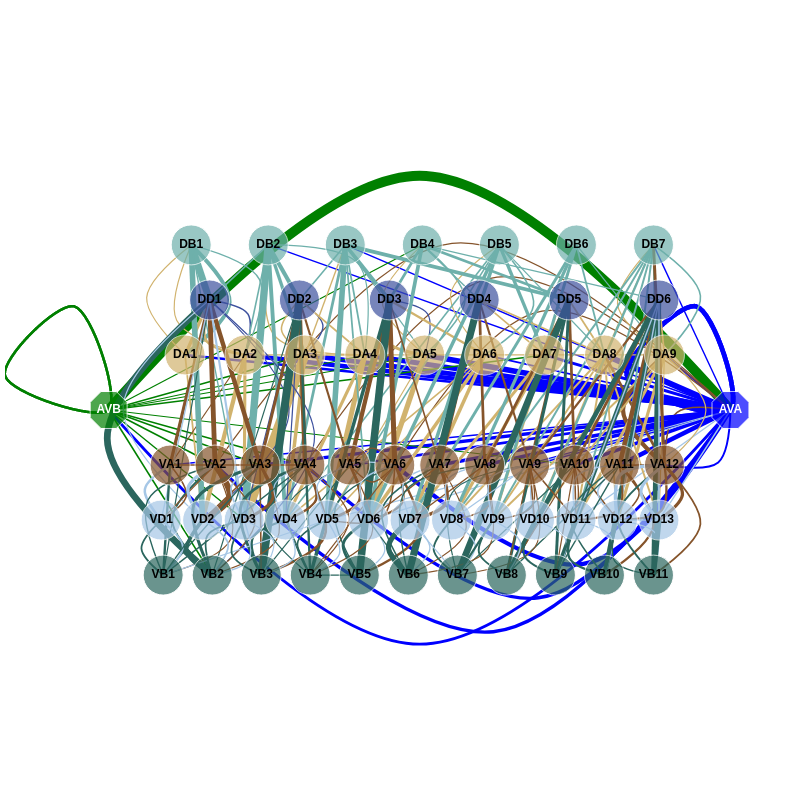 DB1 DB2 DB3 DB4 DB5 DB6 DB7
DD1 DD2 DD3 DD4 DD5 DD6
DA1 DA2 DA3 DA4 DA5 DA6 DA7 DA8 DA9
AVB AVA
VA1 VA2 VA3 VA4 VA5 VA6 VA7 VA8 VA9 VA10 VA11 VA12
VD1 VD2 VD3 VD4 VD5 VD6 VD7 VD8 VD9 VD10 VD11 VD12 VD13
VB1 VB2 VB3 VB4 VB5 VB6 VB7 VB8 VB9 VB10 VB11